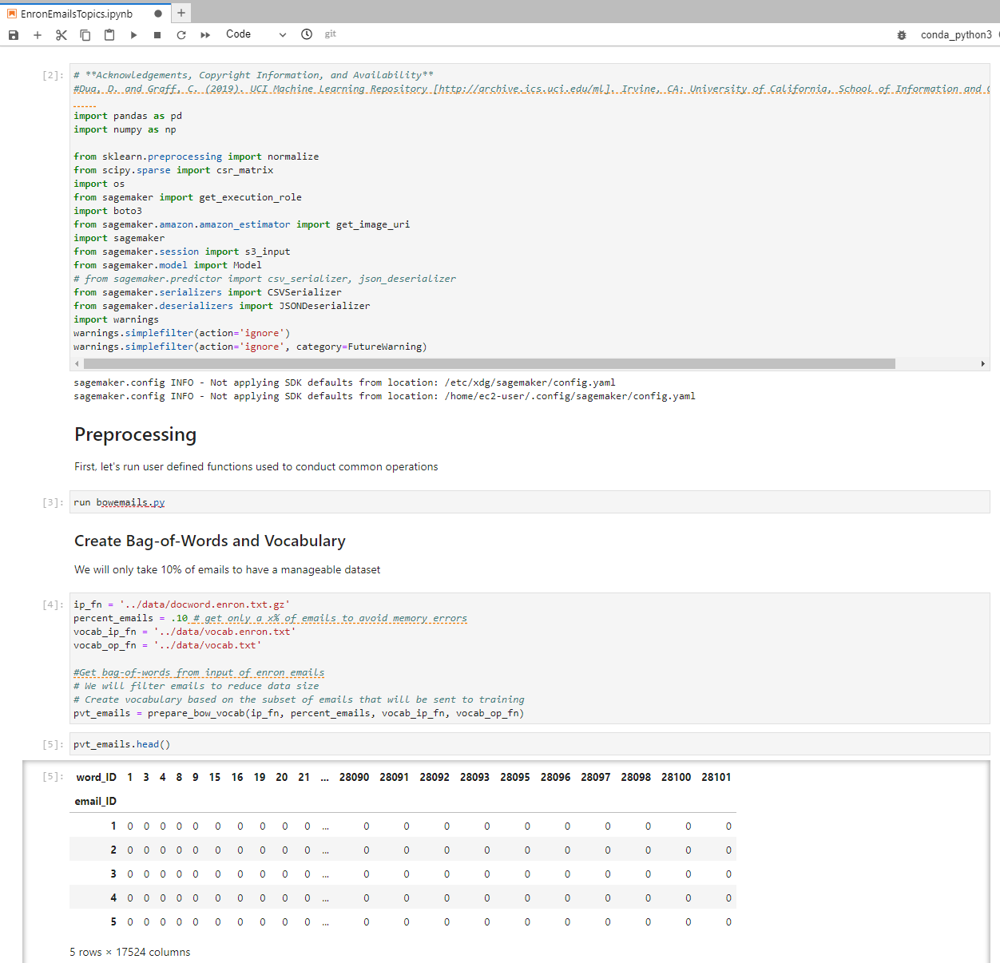 EnronEmailsTopics.ipynb
Code
git
conda_python3
[2]:
# **Acknowledgements, Copyright Information, and Availability**
#Dua, D. and Graff, C. (2019). UCI Machine Learning Repository [http://archive.ics.uci.edu/ml]. Irvine, CA: University of California, School of Information and
import pandas as pd
import numpy as np
from sklearn.preprocessing import normalize
from scipy.sparse import csr_matrix
import os
from sagemaker import get_execution_role
import boto3
from sagemaker.amazon.amazon_estimator import get_image_uri
import sagemaker
from sagemaker.session import s3_input
from sagemaker.model import Model
# from sagemaker.predictor import csv_serializer, json_deserializer
from sagemaker.serializers import CSVSerializer
from sagemaker.deserializers import JSONDeserializer
import warnings
warnings.simplefilter(action='ignore')
warnings.simplefilter(action='ignore', category=FutureWarning)
sagemaker.config INFO - Not applying SDK defaults from location: /etc/xdg/sagemaker/config.yaml
sagemaker.config INFO - Not applying SDK defaults from location: /home/ec2-user/.config/sagemaker/config.yaml
Preprocessing
First, let's run user defined functions used to conduct common operations
[3]: run bowemails.py
Create Bag-of-Words and Vocabulary
We will only take 10% of emails to have a manageable dataset
[4]: ip_fn = '../data/docword.enron.txt.gz'
percent_emails = .10 # get only a x% of emails to avoid memory errors
vocab_ip_fn = '../data/vocab.enron.txt'
vocab_op_fn = '../data/vocab.txt'
#Get bag-of-words from input of enron emails
# We will filter emails to reduce data size
# Create vocabulary based on the subset of emails that will be sent to training
pvt_emails = prepare_bow_vocab(ip_fn, percent_emails, vocab_ip_fn, vocab_op_fn)
[5]: pvt_emails.head()
[5]: word_ID 1 3 4 8 9 15 16 19 20 21 ... 28090 28091 28092 28093 28095 28096 28097 28098 28100 28101
email_ID
1 0 0 0 0 0 0 0 0 0 0 ... 0 0 0 0 0 0 0 0 0 0
2 0 0 0 0 0 0 0 0 0 0 ... 0 0 0 0 0 0 0 0 0 0
3 0 0 0 0 0 0 0 0 0 0 ... 0 0 0 0 0 0 0 0 0 0
4 0 0 0 0 0 0 0 0 0 0 ... 0 0 0 0 0 0 0 0 0 0
5 0 0 0 0 0 0 0 0 0 0 ... 0 0 0 0 0 0 0 0 0 0
5 rows × 17524 columns